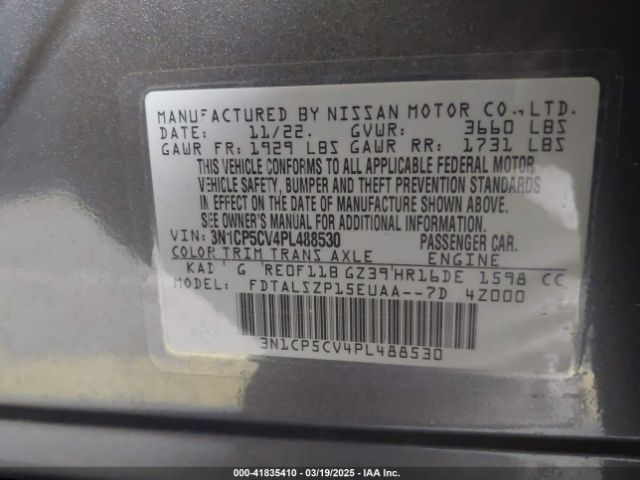 MANUFACTURED BY NISSAN MOTOR CO., LTD.
DATE: 11/22. GVWR: 3660 LBS
GAWR FR: 1929 LBS GAWR RR: 1731 LBS
THIS VEHICLE CONFORMS TO ALL APPLICABLE FEDERAL MOTOR
VEHICLE SAFETY, BUMPER AND THEFT PREVENTION STANDARDS
IN EFFECT ON THE DATE OF MANUFACTURE SHOWN ABOVE.
SEE OWNER'S MANUAL FOR ADDITIONAL INFORMATION.
VIN: 3N1CP5CV4PL488530 PASSENGER CAR.
COLOR TRIM TRANS AXLE ENGINE
KAD G RE0F11B GZ39 HR16DE 1598 CC
MODEL: FDTALSZP15EUAA--7D 4Z000
3N1CP5CV4PL488530
000-41835410 | 03/19/2025 - IAA Inc.